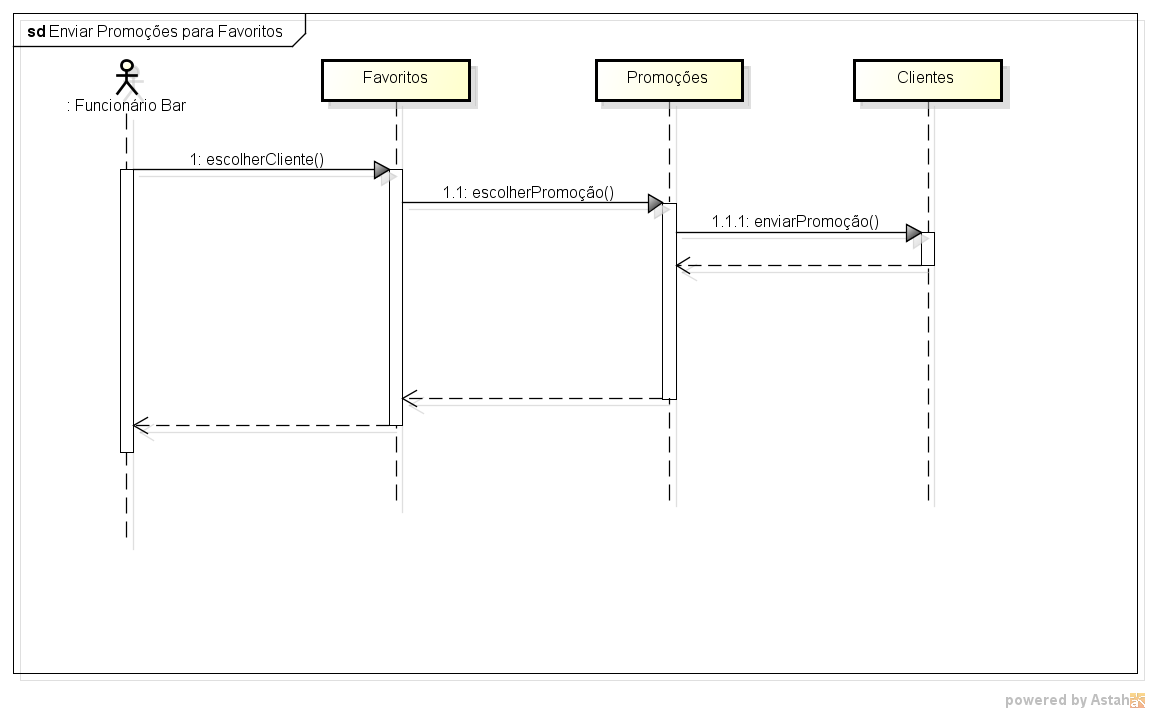 sd Enviar Promoções para Favoritos
: Funcionário Bar
Favoritos
Promoções
Clientes
1: escolherCliente()
1.1: escolherPromoção()
1.1.1: enviarPromoção()
powered by Astah